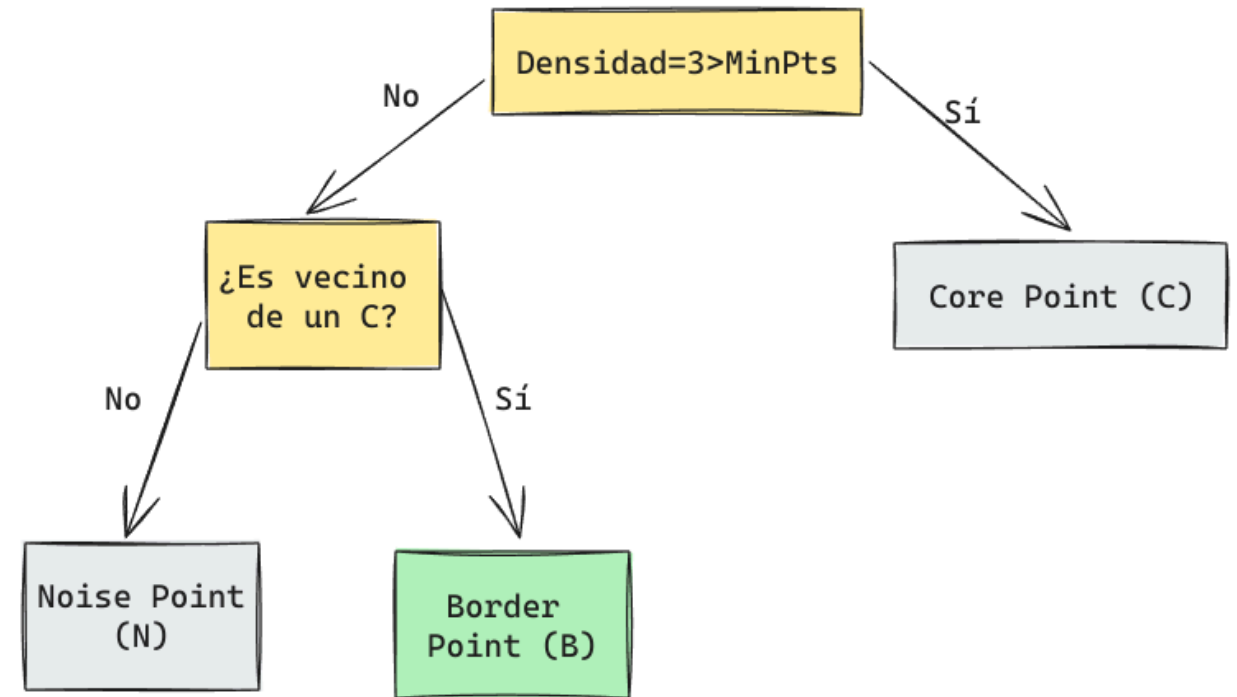 Densidad=3>MinPts
No
Sí
¿Es vecino
de un C?
Core Point (C)
No
Sí
Noise Point
(N)
Border
Point (B)